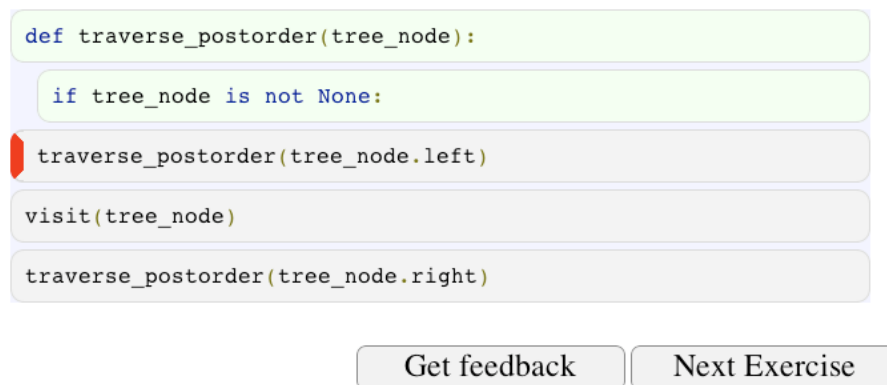 def traverse_postorder(tree_node):
if tree_node is not None:
traverse_postorder(tree_node.left)
visit(tree_node)
traverse_postorder(tree_node.right)
Get feedback Next Exercise